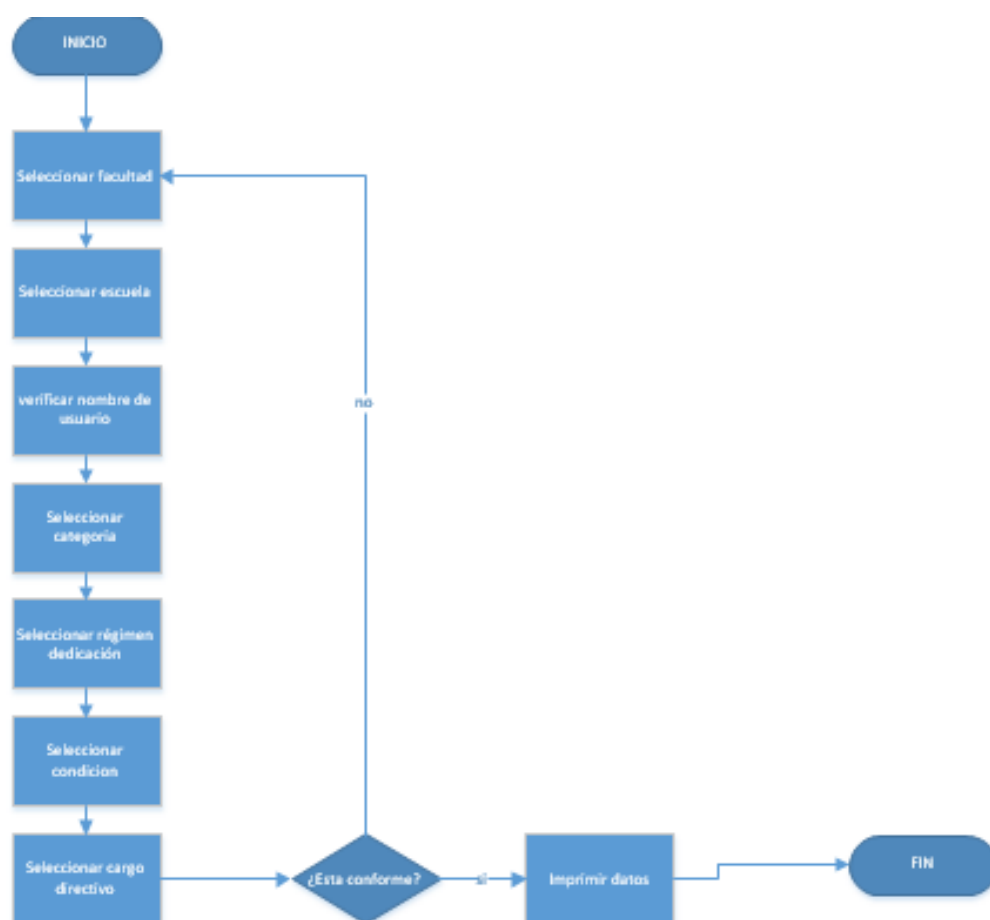 INICIO
Seleccionar facultad
Seleccionar escuela
verificar nombre de
usuario
no
Seleccionar
categoria
Seleccionar régimen
dedicación
Seleccionar
condicion
Seleccionar cargo
directivo
¿Esta conforme?
si
Imprimir datos
FIN